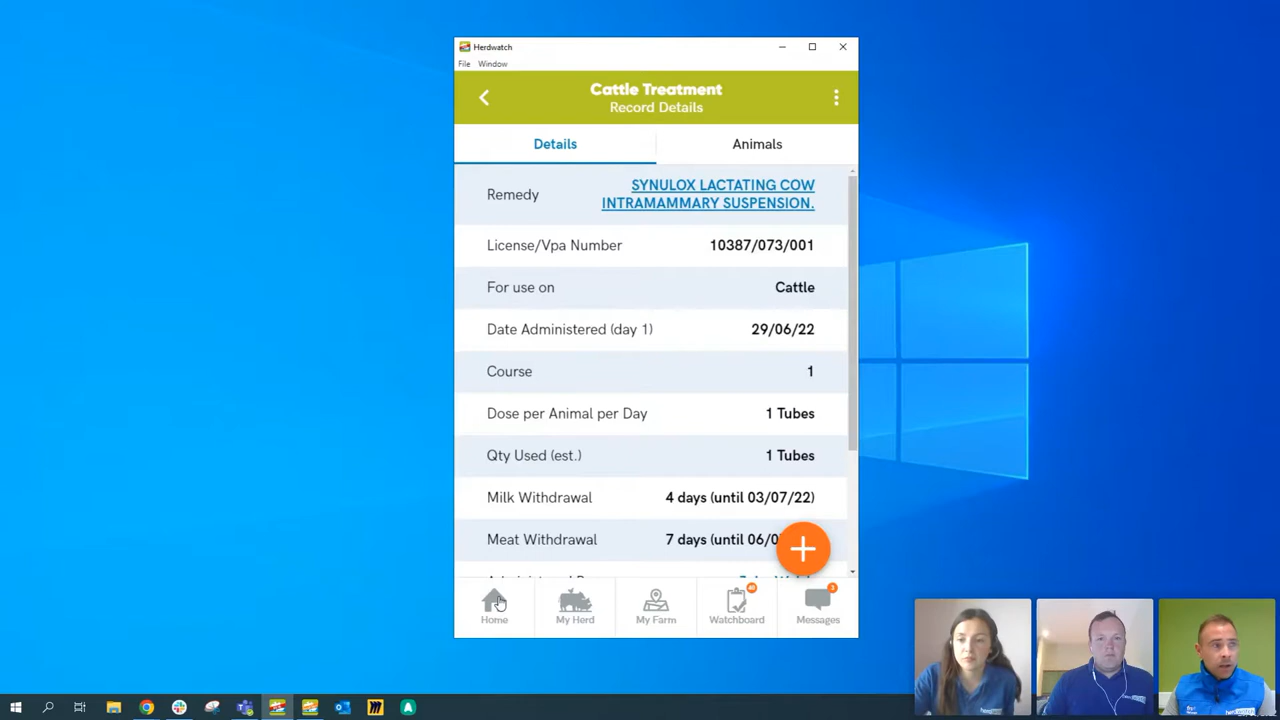 Herdwatch
File Window
Cattle Treatment
Record Details
Details Animals
Remedy SYNULOX LACTATING COW
INTRAMAMMARY SUSPENSION.
License/Vpa Number 10387/073/001
For use on Cattle
Date Administered (day 1) 29/06/22
Course 1
Dose per Animal per Day 1 Tubes
Qty Used (est.) 1 Tubes
Milk Withdrawal 4 days (until 03/07/22)
Meat Withdrawal 7 days (until 06/0
40 3
Home My Herd My Farm Watchboard Messages